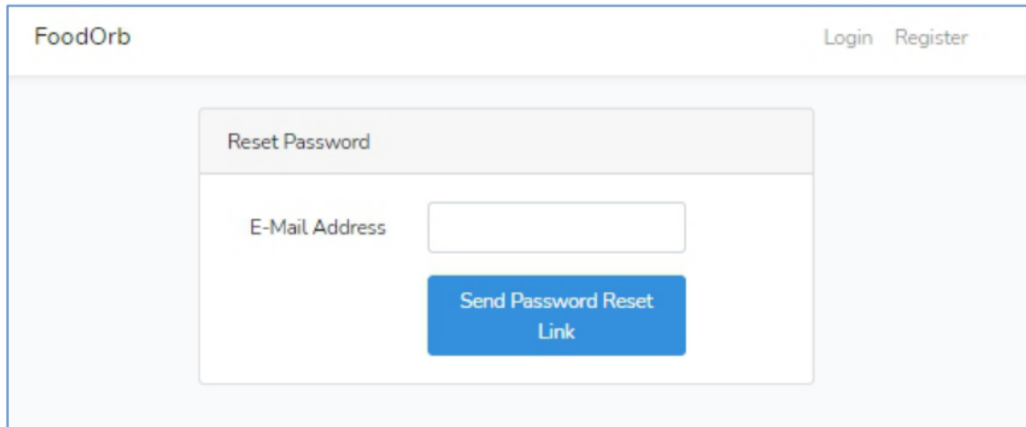 FoodOrb
Login Register
Reset Password
E-Mail Address
Send Password Reset
Link